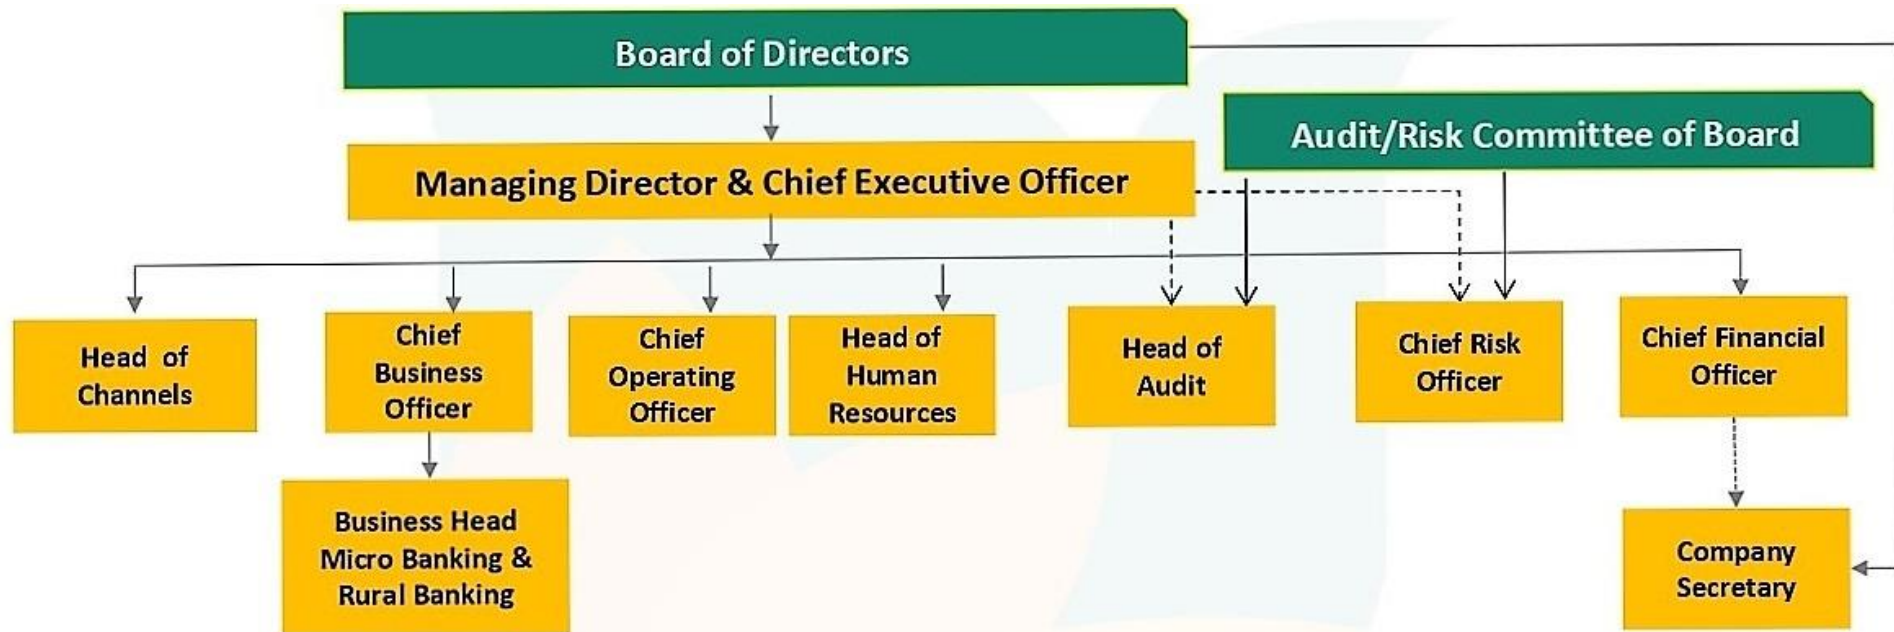 Board of Directors
Audit/Risk Committee of Board
Managing Director & Chief Executive Officer
Head of
Channels
Chief
Business
Officer
Chief
Operating
Officer
Head of
Human
Resources
Head of
Audit
Chief Risk
Officer
Chief Financial
Officer
Business Head
Micro Banking &
Rural Banking
Company
Secretary